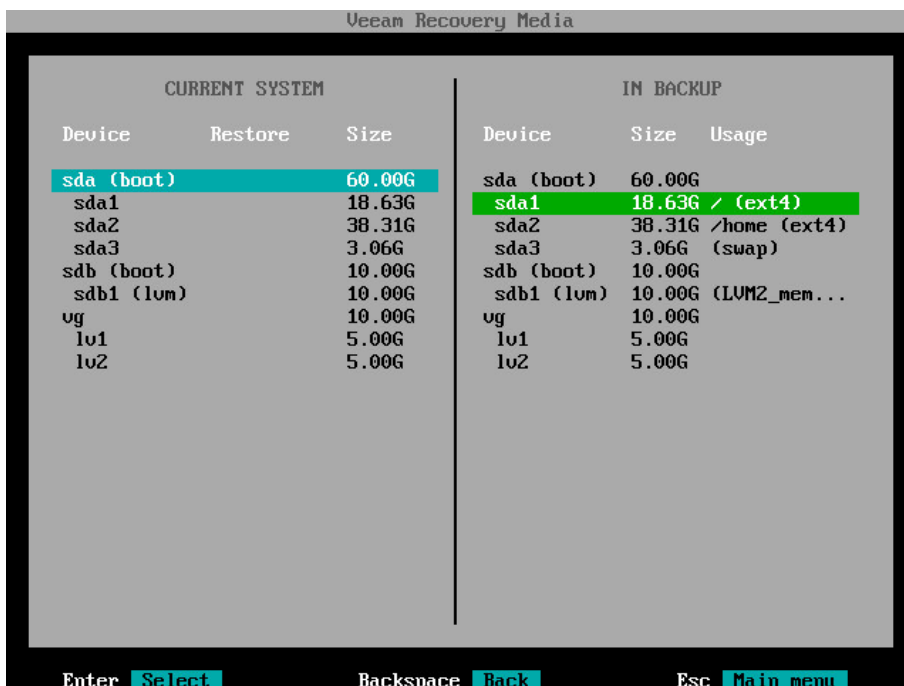 Veeam Recovery Media
CURRENT SYSTEM
Device Restore Size
sda (boot) 60.00G
sda1 18.63G
sda2 38.31G
sda3 3.06G
sdb (boot) 10.00G
sdb1 (lvm) 10.00G
vg 10.00G
lv1 5.00G
lv2 5.00G
IN BACKUP
Device Size Usage
sda (boot) 60.00G
sda1 18.63G / (ext4)
sda2 38.31G /home (ext4)
sda3 3.06G (swap)
sdb (boot) 10.00G
sdb1 (lvm) 10.00G (LVM2_mem...
vg 10.00G
lv1 5.00G
lv2 5.00G
Enter Select Backspace Back Esc Main menu